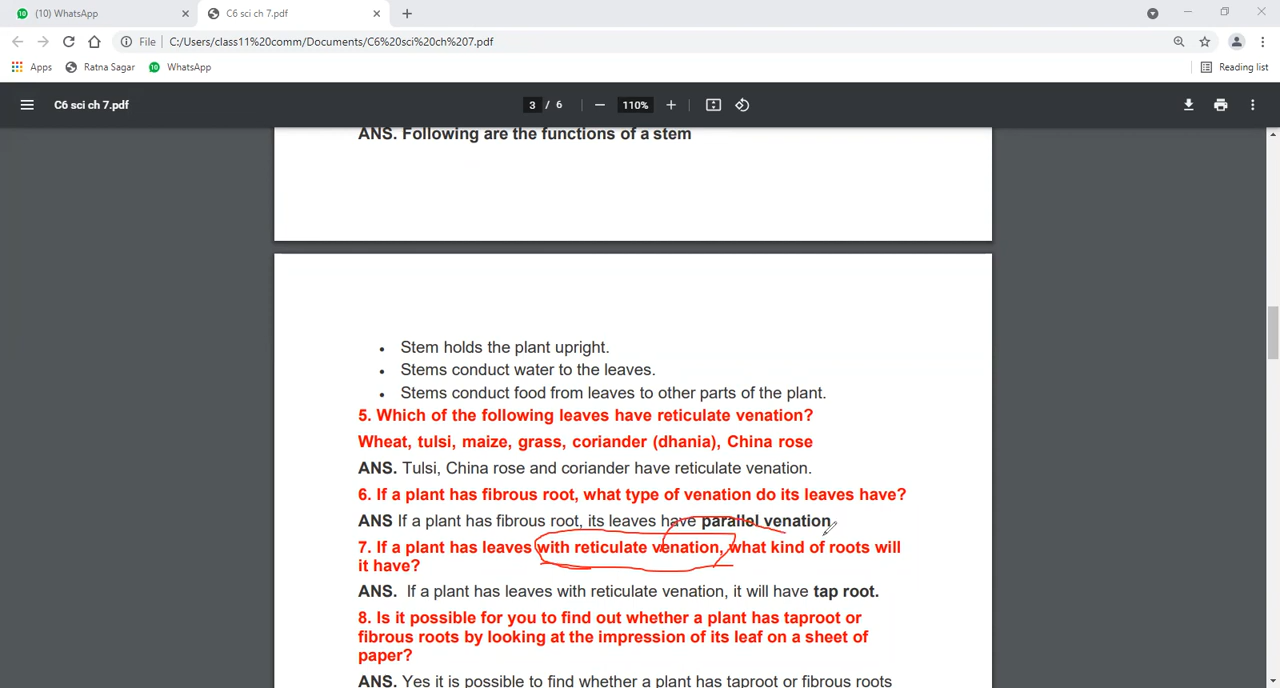 (10) WhatsApp
C6 sci ch 7.pdf
File
C:/Users/class11%20comm/Documents/C6%20sci%20ch%207.pdf
Apps
Ratna Sagar
WhatsApp
Reading list
C6 sci ch 7.pdf
3 / 6
110%
ANS. Following are the functions of a stem
• Stem holds the plant upright.
• Stems conduct water to the leaves.
• Stems conduct food from leaves to other parts of the plant.
5. Which of the following leaves have reticulate venation?
Wheat, tulsi, maize, grass, coriander (dhania), China rose
ANS. Tulsi, China rose and coriander have reticulate venation.
6. If a plant has fibrous root, what type of venation do its leaves have?
ANS If a plant has fibrous root, its leaves have parallel venation
7. If a plant has leaves with reticulate venation, what kind of roots will
it have?
ANS. If a plant has leaves with reticulate venation, it will have tap root.
8. Is it possible for you to find out whether a plant has taproot or
fibrous roots by looking at the impression of its leaf on a sheet of
paper?
ANS. Yes it is possible to find whether a plant has taproot or fibrous roots